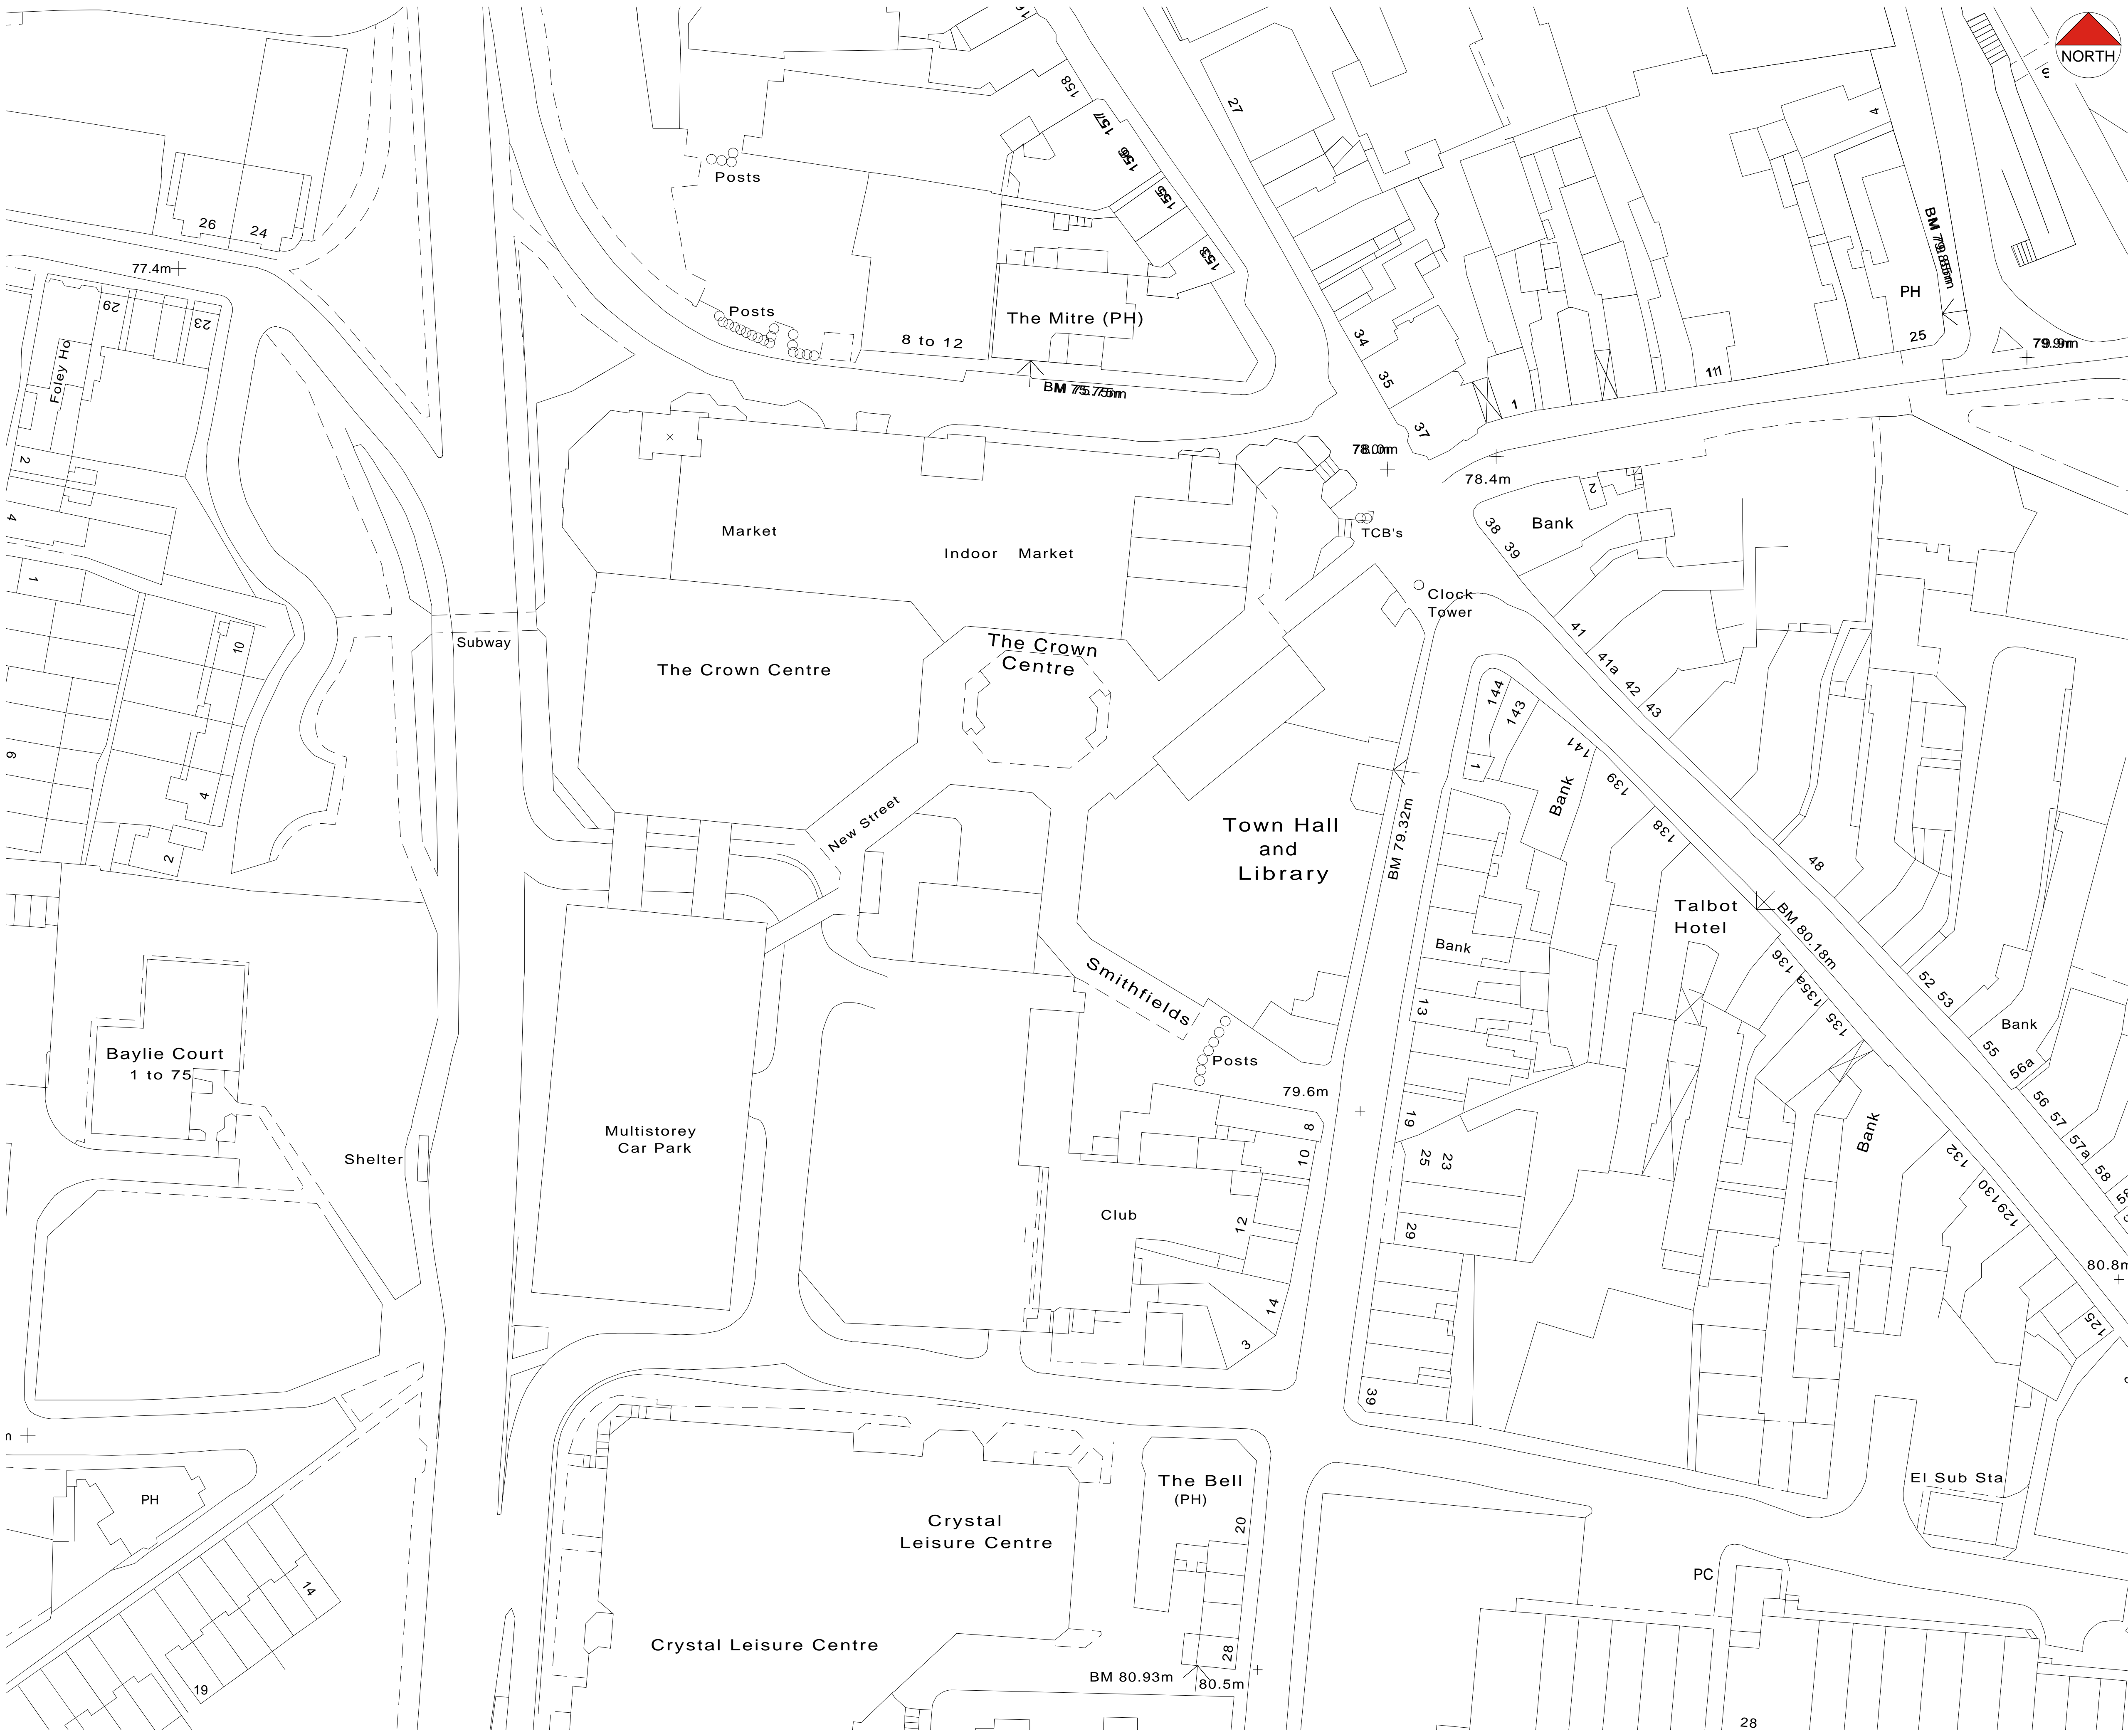 NORTH
158
157
156
155
153
27
4
Posts
26
24
77.4m
29
23
Foley Ho
Posts
8 to 12
The Mitre (PH)
BM 75.75m
34
35
37
1
111
PH
25
BM 79.85m
79.9m
2
4
78.0m
78.4m
2
Bank
38
39
TCB's
Market
Indoor Market
Clock
Tower
1
10
Subway
The Crown Centre
The Crown
Centre
41
41a
42
43
144
143
141
1
Bank
139
138
9
4
2
New Street
Town Hall
and
Library
BM 79.32m
48
Talbot
Hotel
BM 80.18m
Bank
136
135a
135
13
52
53
Bank
55
56a
56
57
57a
58
Smithfields
Posts
79.6m
Baylie Court
1 to 75
Multistorey
Car Park
Shelter
8
10
19
25
23
29
Bank
132
130
129
Club
12
14
3
80.8m
125
39
PH
The Bell
(PH)
20
El Sub Sta
Crystal
Leisure Centre
14
19
PC
Crystal Leisure Centre
28
BM 80.93m
80.5m
28